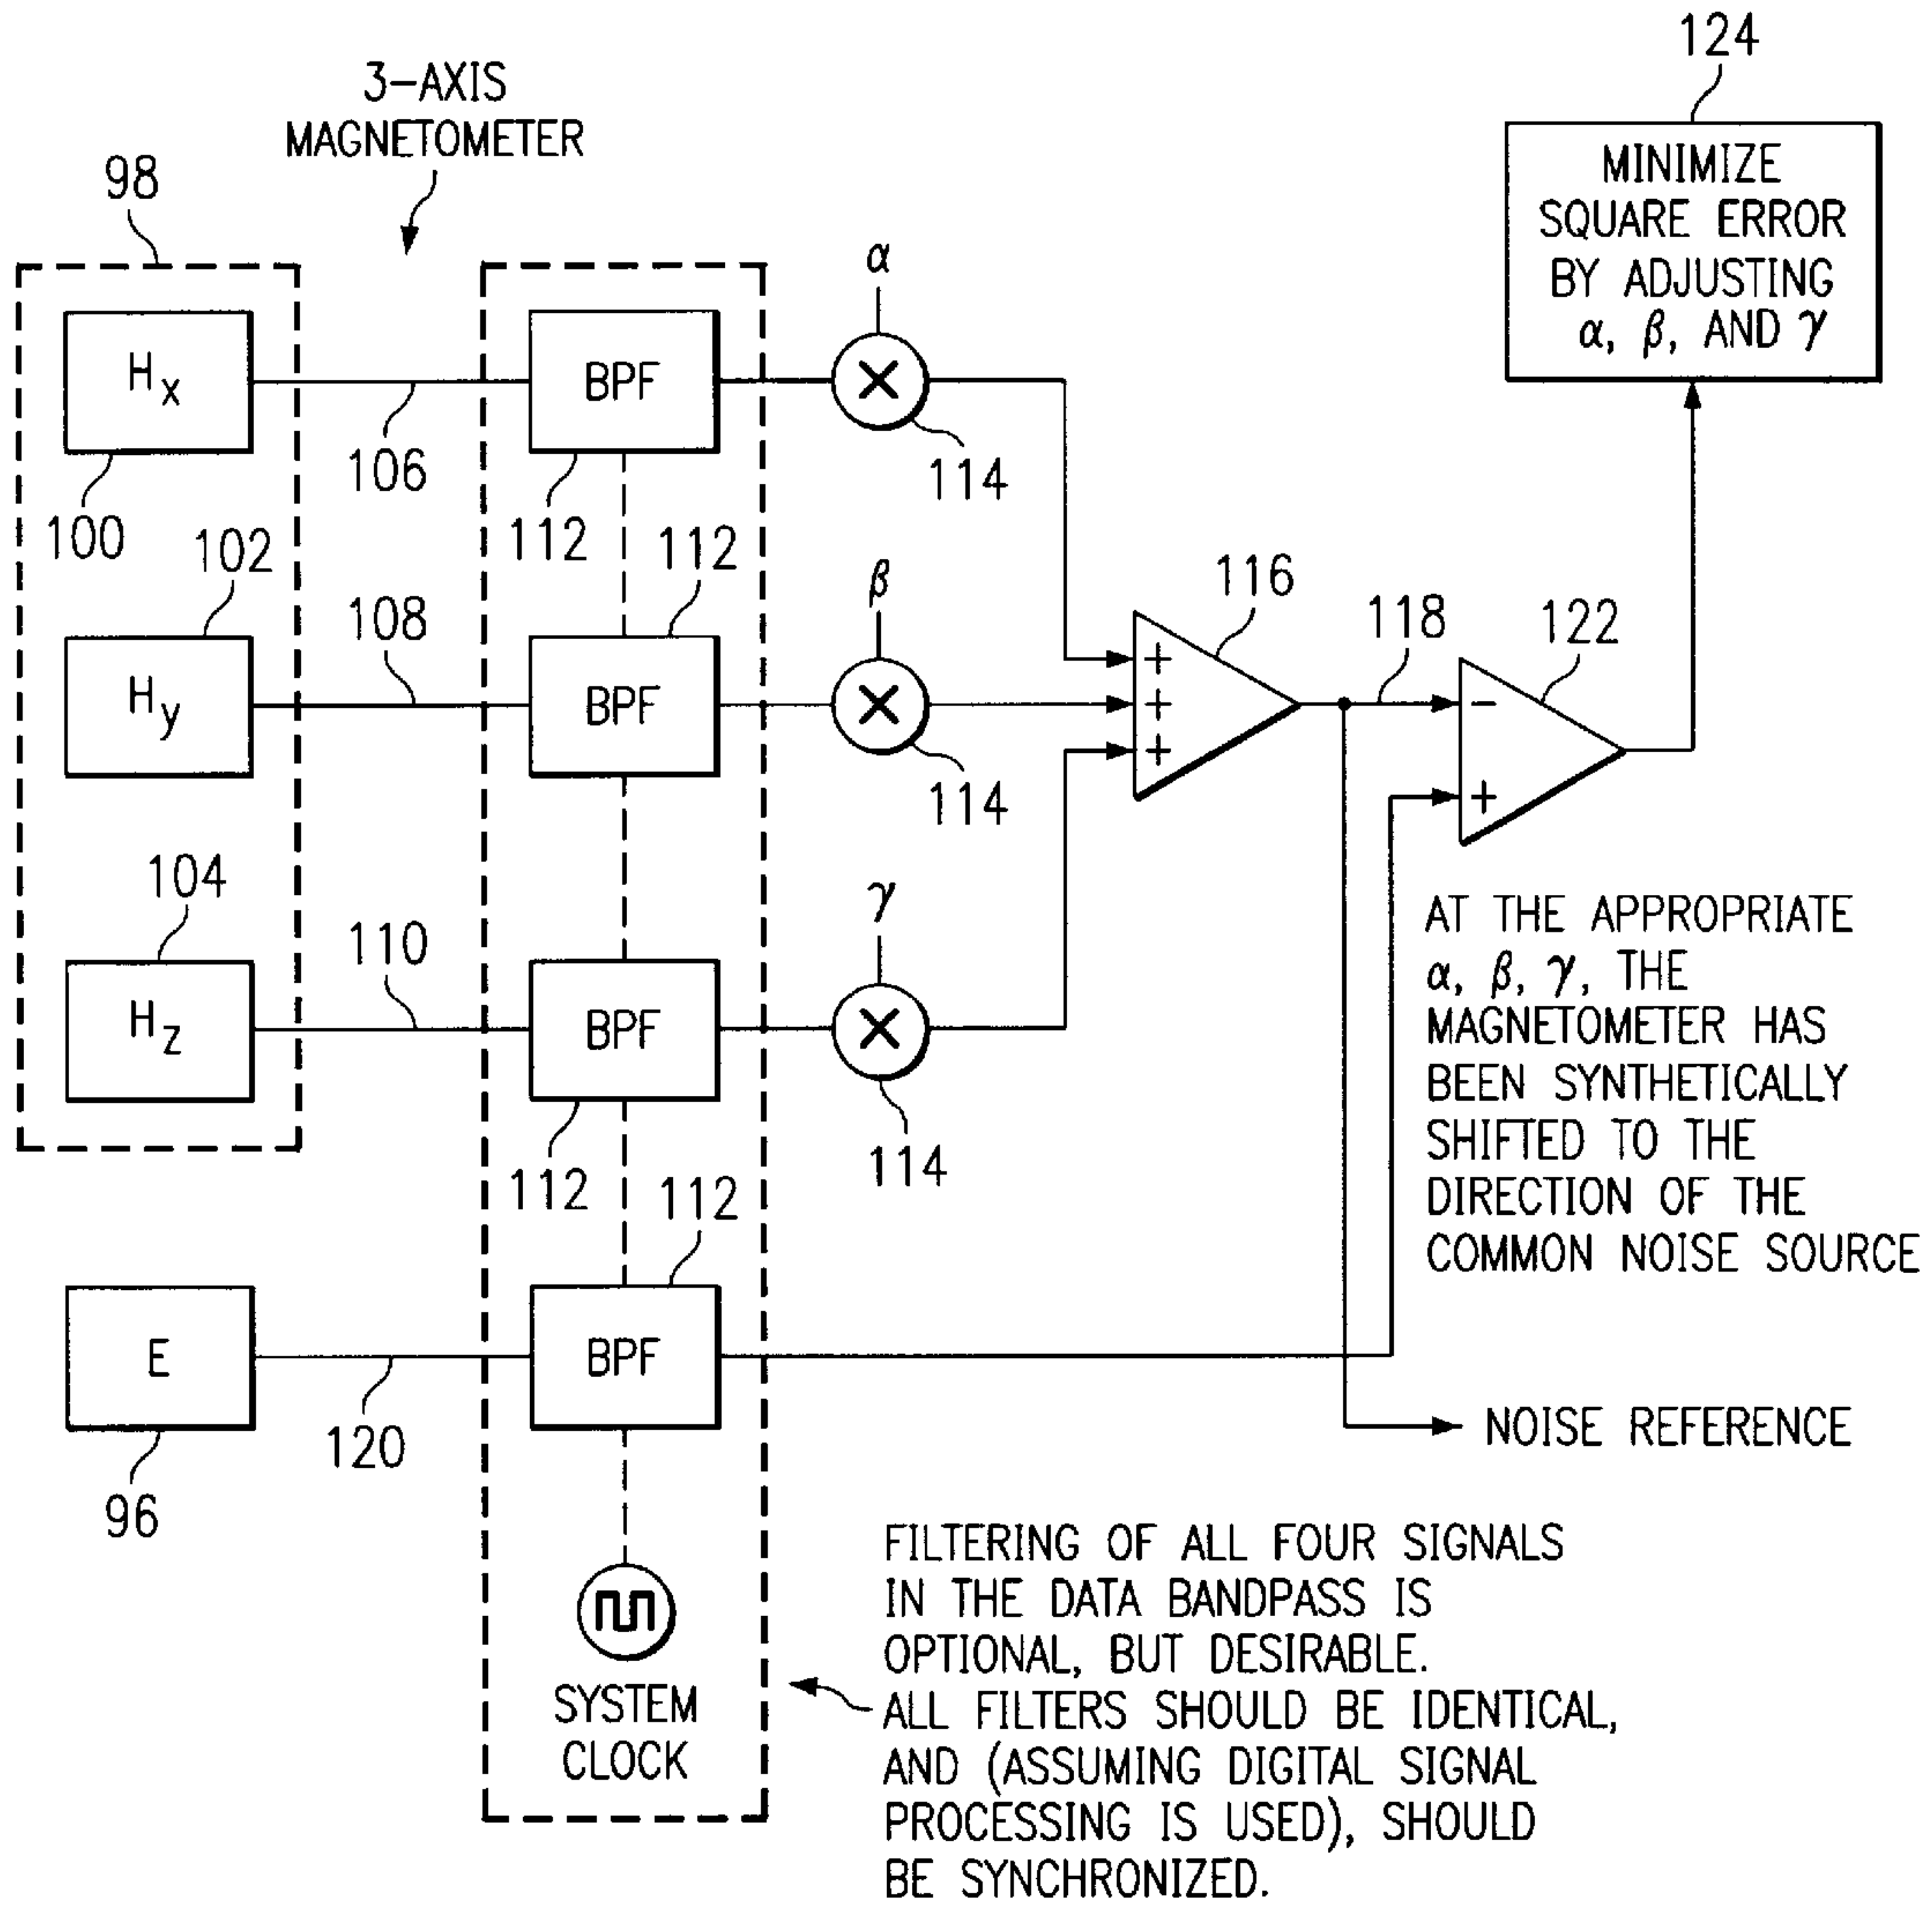 124
3-AXIS
MAGNETOMETER
98
MINIMIZE
SQUARE ERROR
BY ADJUSTING
α, β, AND γ
α
Hx
BPF
106
114
100
112
102
112
108
β
116
118
122
Hy
BPF
+
+
+
-
+
114
104
110
γ
Hz
BPF
114
112
112
AT THE APPROPRIATE
α, β, γ, THE
MAGNETOMETER HAS
BEEN SYNTHETICALLY
SHIFTED TO THE
DIRECTION OF THE
COMMON NOISE SOURCE
E
BPF
120
96
NOISE REFERENCE
SYSTEM
CLOCK
FILTERING OF ALL FOUR SIGNALS
IN THE DATA BANDPASS IS
OPTIONAL, BUT DESIRABLE.
ALL FILTERS SHOULD BE IDENTICAL,
AND (ASSUMING DIGITAL SIGNAL
PROCESSING IS USED), SHOULD
BE SYNCHRONIZED.